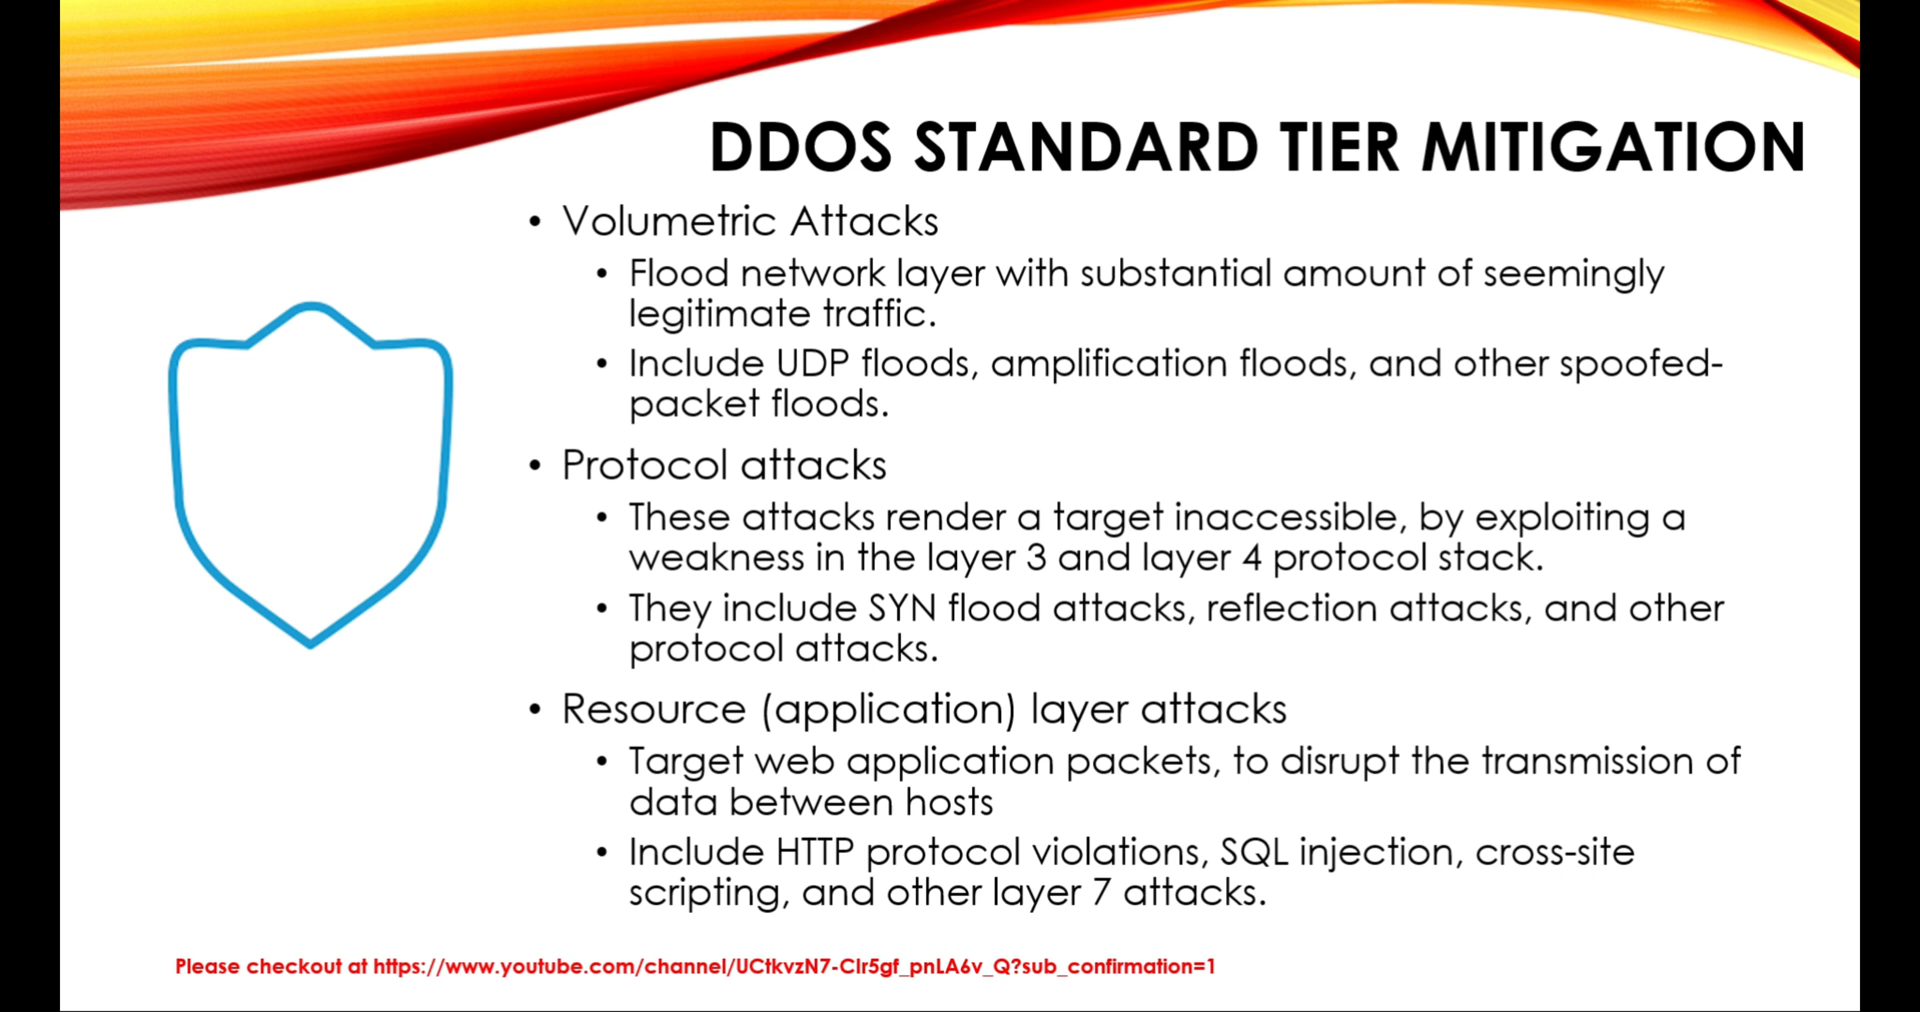 DDOS STANDARD TIER MITIGATION
• Volumetric Attacks
• Flood network layer with substantial amount of seemingly
legitimate traffic.
• Include UDP floods, amplification floods, and other spoofed-
packet floods.
• Protocol attacks
• These attacks render a target inaccessible, by exploiting a
weakness in the layer 3 and layer 4 protocol stack.
• They include SYN flood attacks, reflection attacks, and other
protocol attacks.
• Resource (application) layer attacks
• Target web application packets, to disrupt the transmission of
data between hosts
• Include HTTP protocol violations, SQL injection, cross-site
scripting, and other layer 7 attacks.
Please checkout at https://www.youtube.com/channel/UCtkvzN7-Clr5gf_pnLA6v_Q?sub_confirmation=1